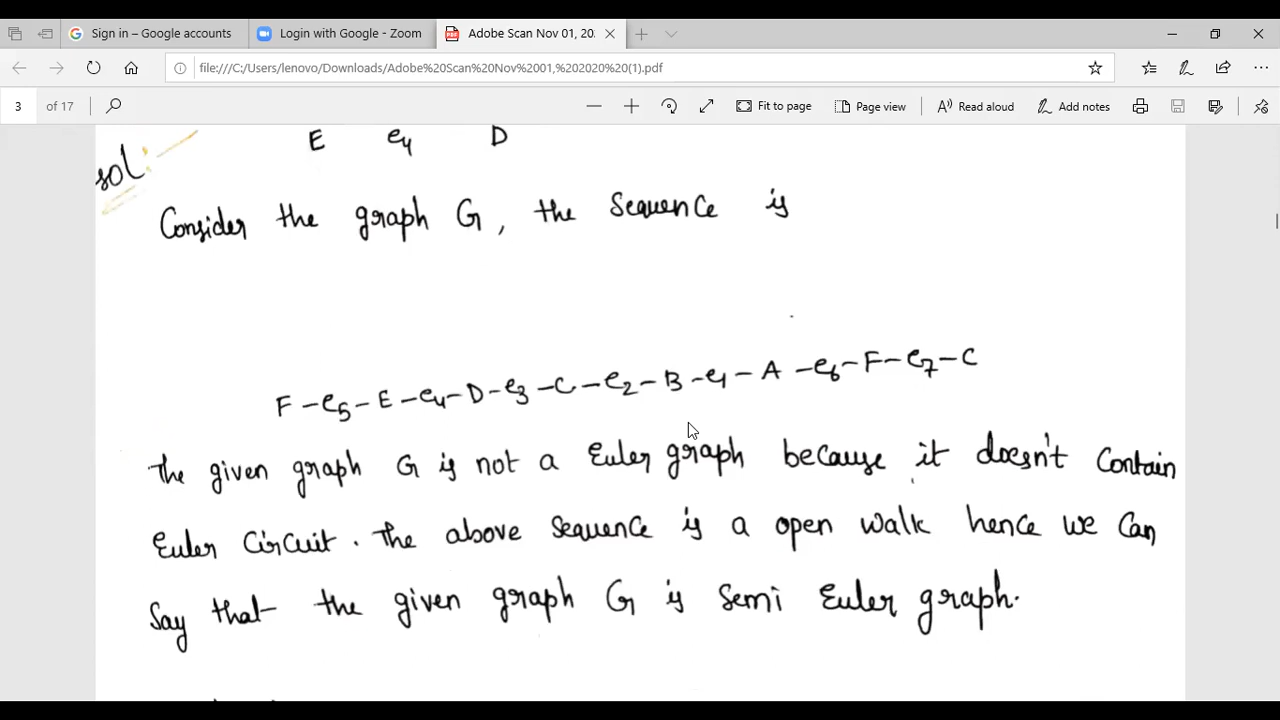 Sign in – Google accounts
Login with Google - Zoom
Adobe Scan Nov 01, 202
file:///C:/Users/lenovo/Downloads/Adobe%20Scan%20Nov%2001,%202020%20(1).pdf
3 of 17
Fit to page
Page view
Read aloud
Add notes
E e4 D
sol:-
Consider the graph G, the Sequence is
F - e5 - E - e4 - D - e3 - C - e2 - B - e1 - A - e6 - F - e7 - C
The given graph G is not a Euler graph because it doesn't Contain
Euler Circuit. The above sequence is a open walk hence we can
Say that the given graph G is Semi Euler graph.